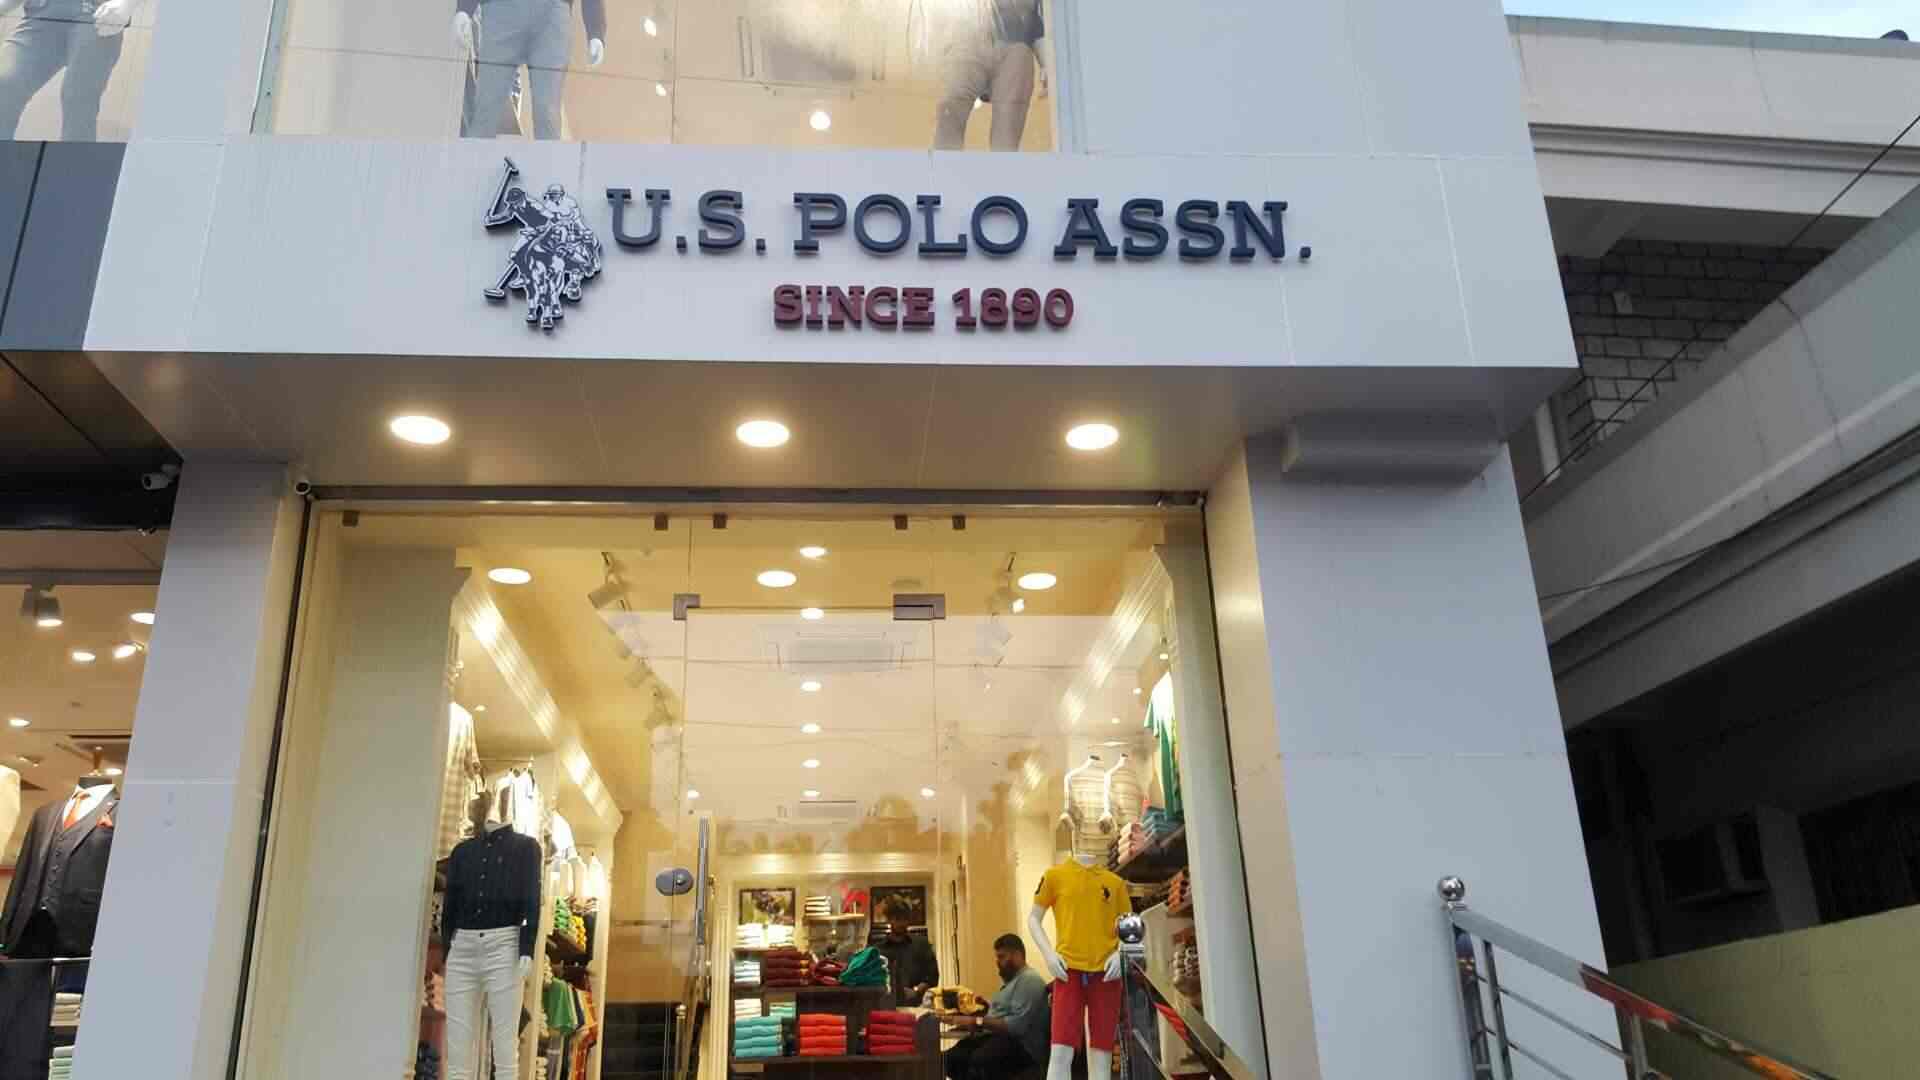 U.S. POLO ASSN.
SINCE 1890